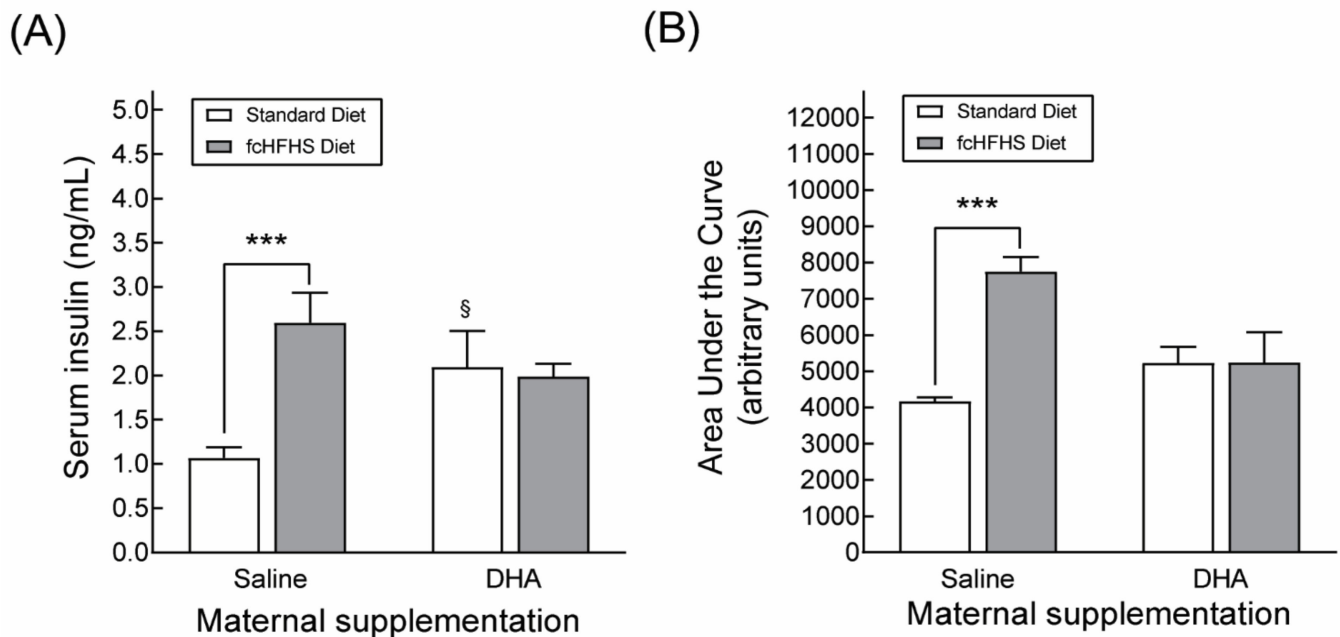 (A)
Serum insulin (ng/mL)
5.0
4.5
4.0
3.5
3.0
2.5
2.0
1.5
1.0
0.5
0.0
Standard Diet
fcHFHS Diet
***
§
Saline
DHA
Maternal supplementation
(B)
Area Under the Curve
(arbitrary units)
12000
11000
10000
9000
8000
7000
6000
5000
4000
3000
2000
1000
0
Standard Diet
fcHFHS Diet
***
Saline
DHA
Maternal supplementation